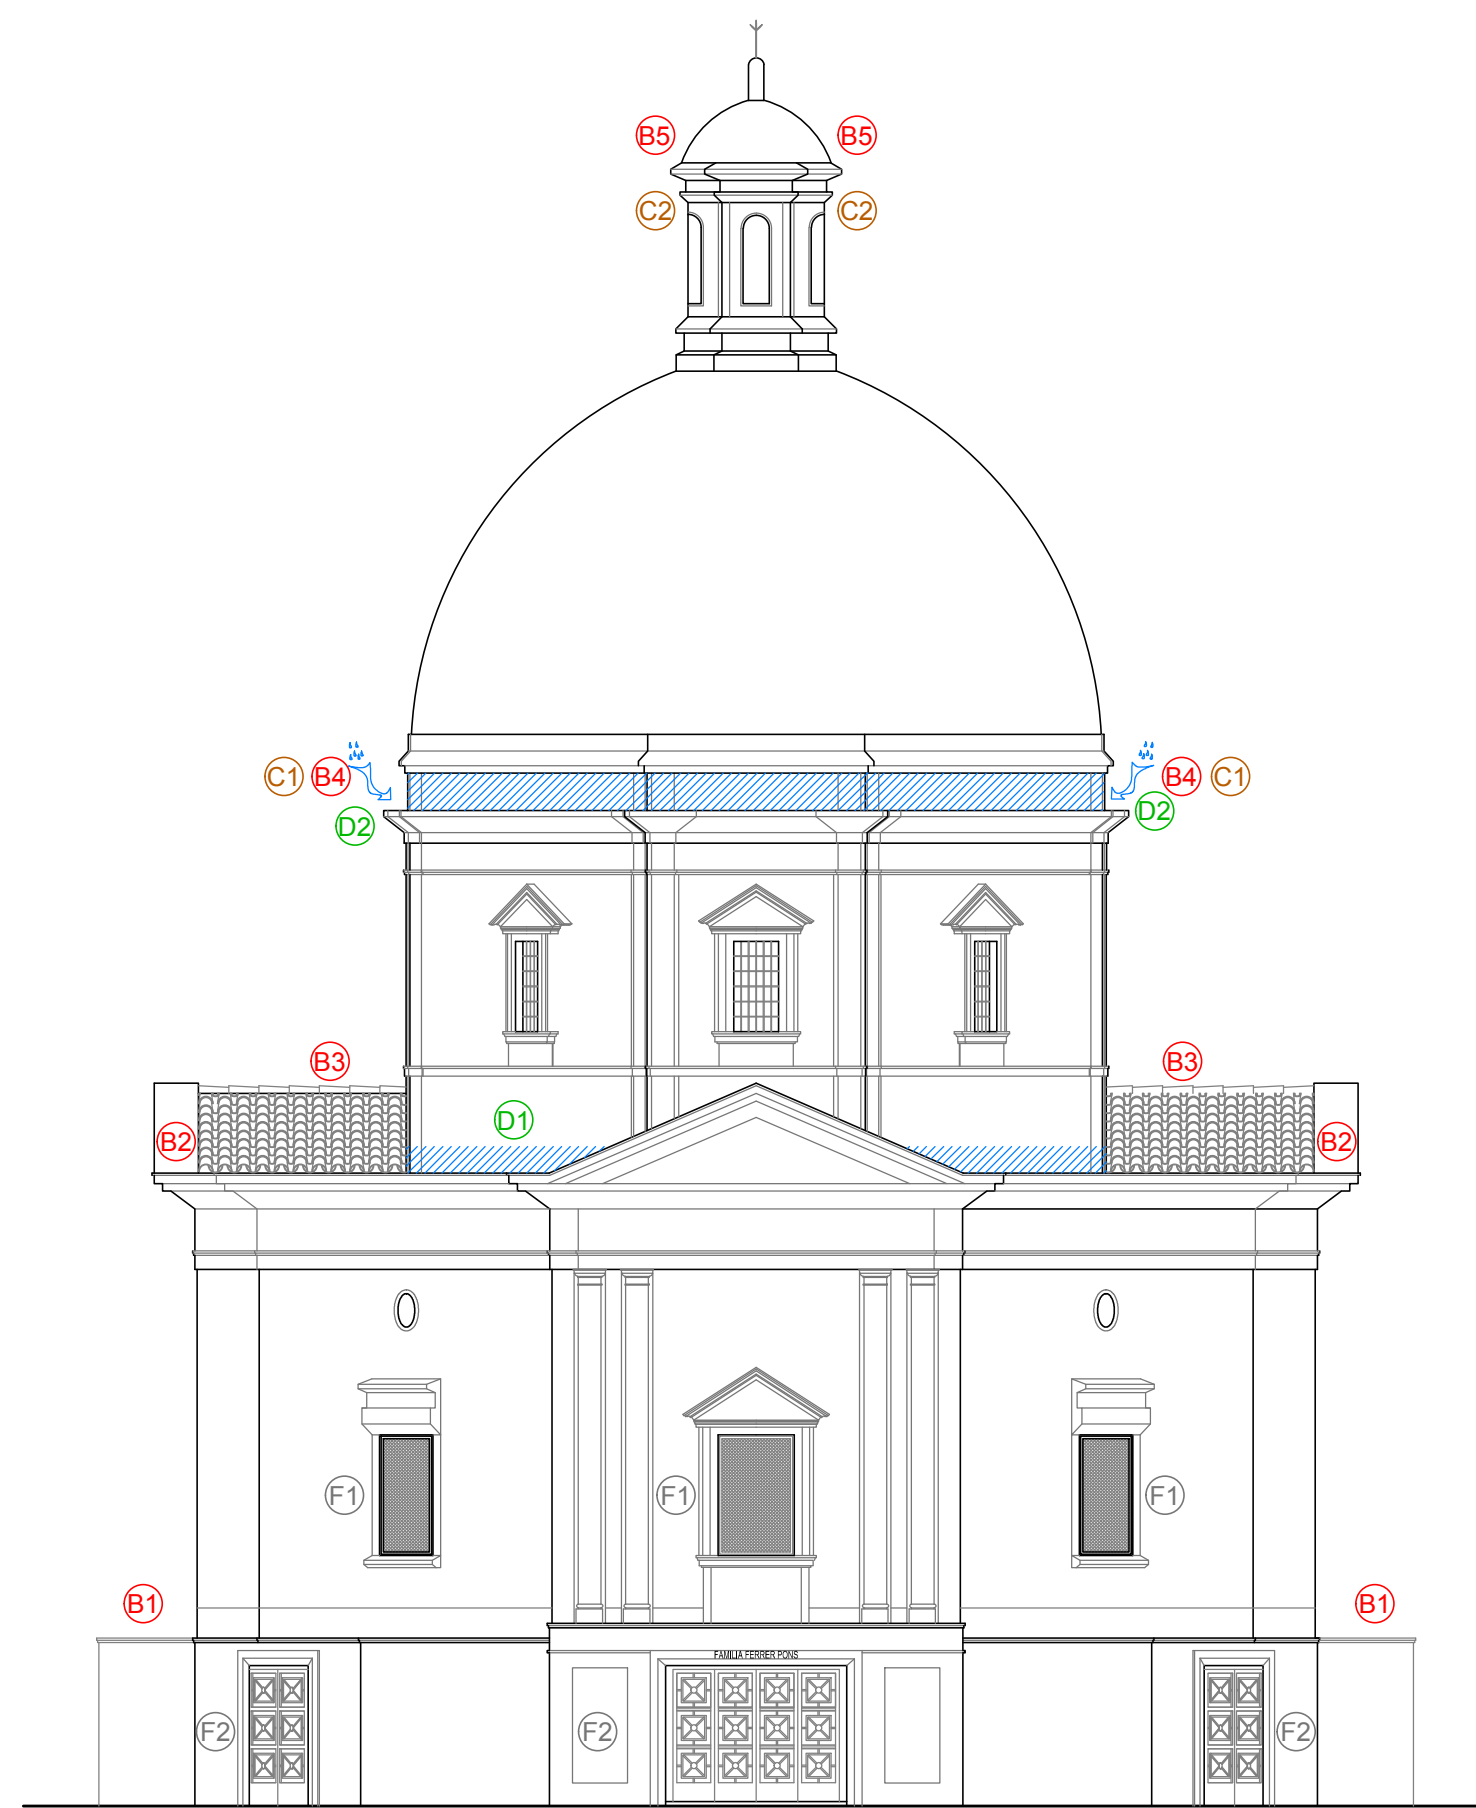 B5 B5
C2 C2
C1 B4 B4 C1
D2 D2
B3 B3
D1
B2 B2
F1 F1 F1
B1 B1
FAMILIA FERRER PONS
F2 F2 F2